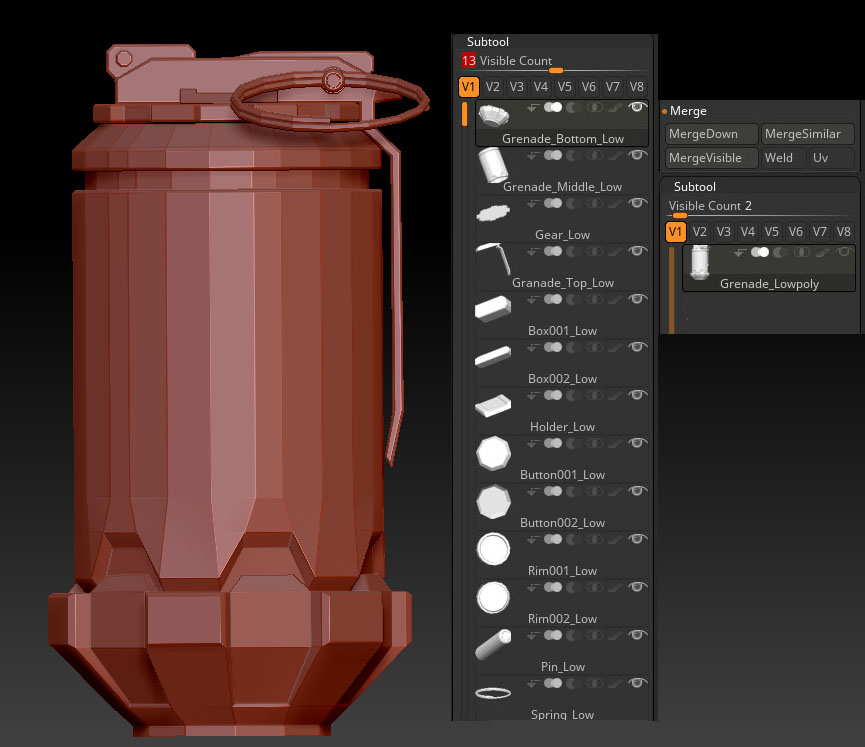 Subtool
13 Visible Count
V1 V2 V3 V4 V5 V6 V7 V8
Grenade_Bottom_Low
Grenade_Middle_Low
Gear_Low
Granade_Top_Low
Box001_Low
Box002_Low
Holder_Low
Button001_Low
Button002_Low
Rim001_Low
Rim002_Low
Pin_Low
Spring_Low
Merge
MergeDown MergeSimilar
MergeVisible Weld Uv
Subtool
Visible Count 2
V1 V2 V3 V4 V5 V6 V7 V8
Grenade_Lowpoly